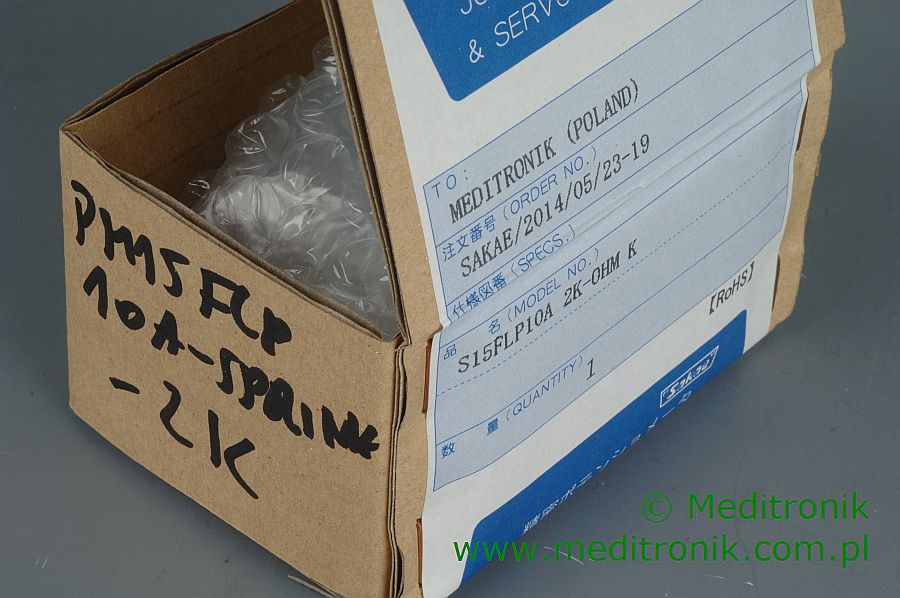 & SERVO
TO:
MEDITRONIK (POLAND)
注文番号 (ORDER NO.)
SAKAE/2014/05/23-19
仕様図番 (SPECS.)
品 名 (MODEL NO.)
S15FLP10A 2K-OHM K
【RoHS】
数 量 (QUANTITY)
1
Sakae
PM15FLP
10A-SPRING
-2K
© Meditronik
www.meditronik.com.pl